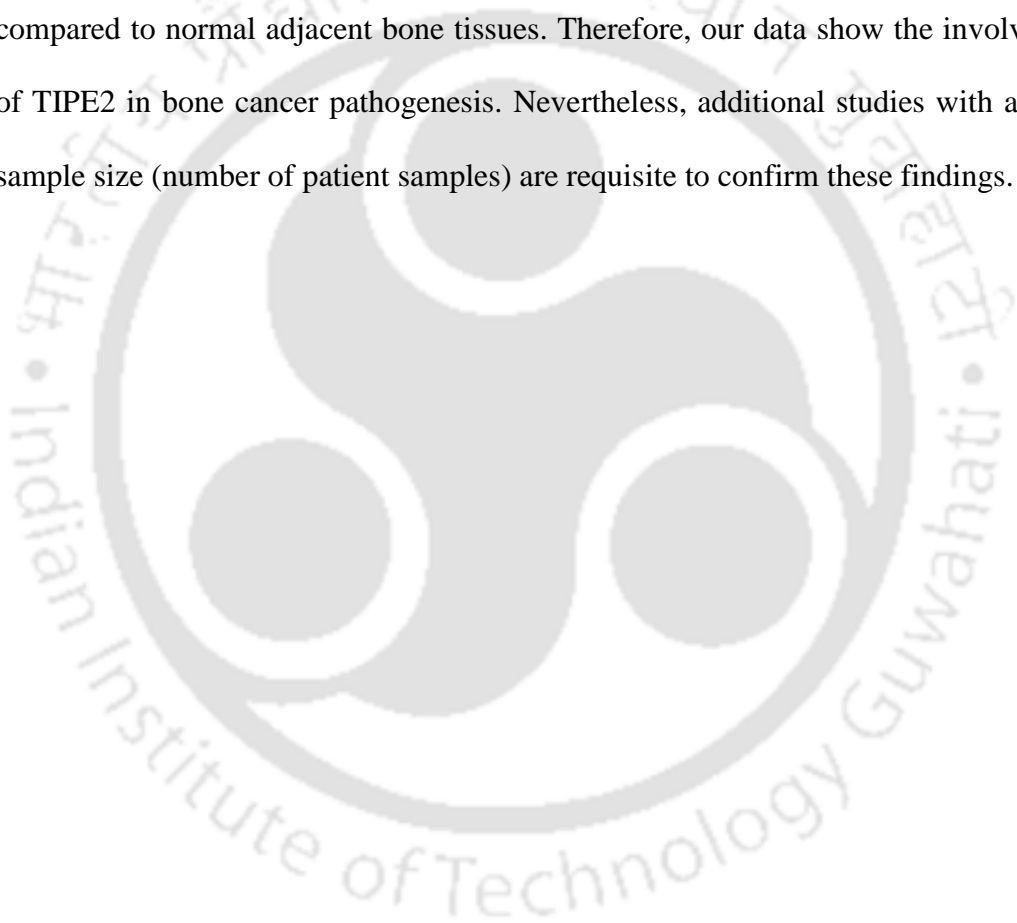 compared to normal adjacent bone tissues. Therefore, our data show the involv
of TIPE2 in bone cancer pathogenesis. Nevertheless, additional studies with a
sample size (number of patient samples) are requisite to confirm these findings.
• Indian Institute of Technology Guwahati •